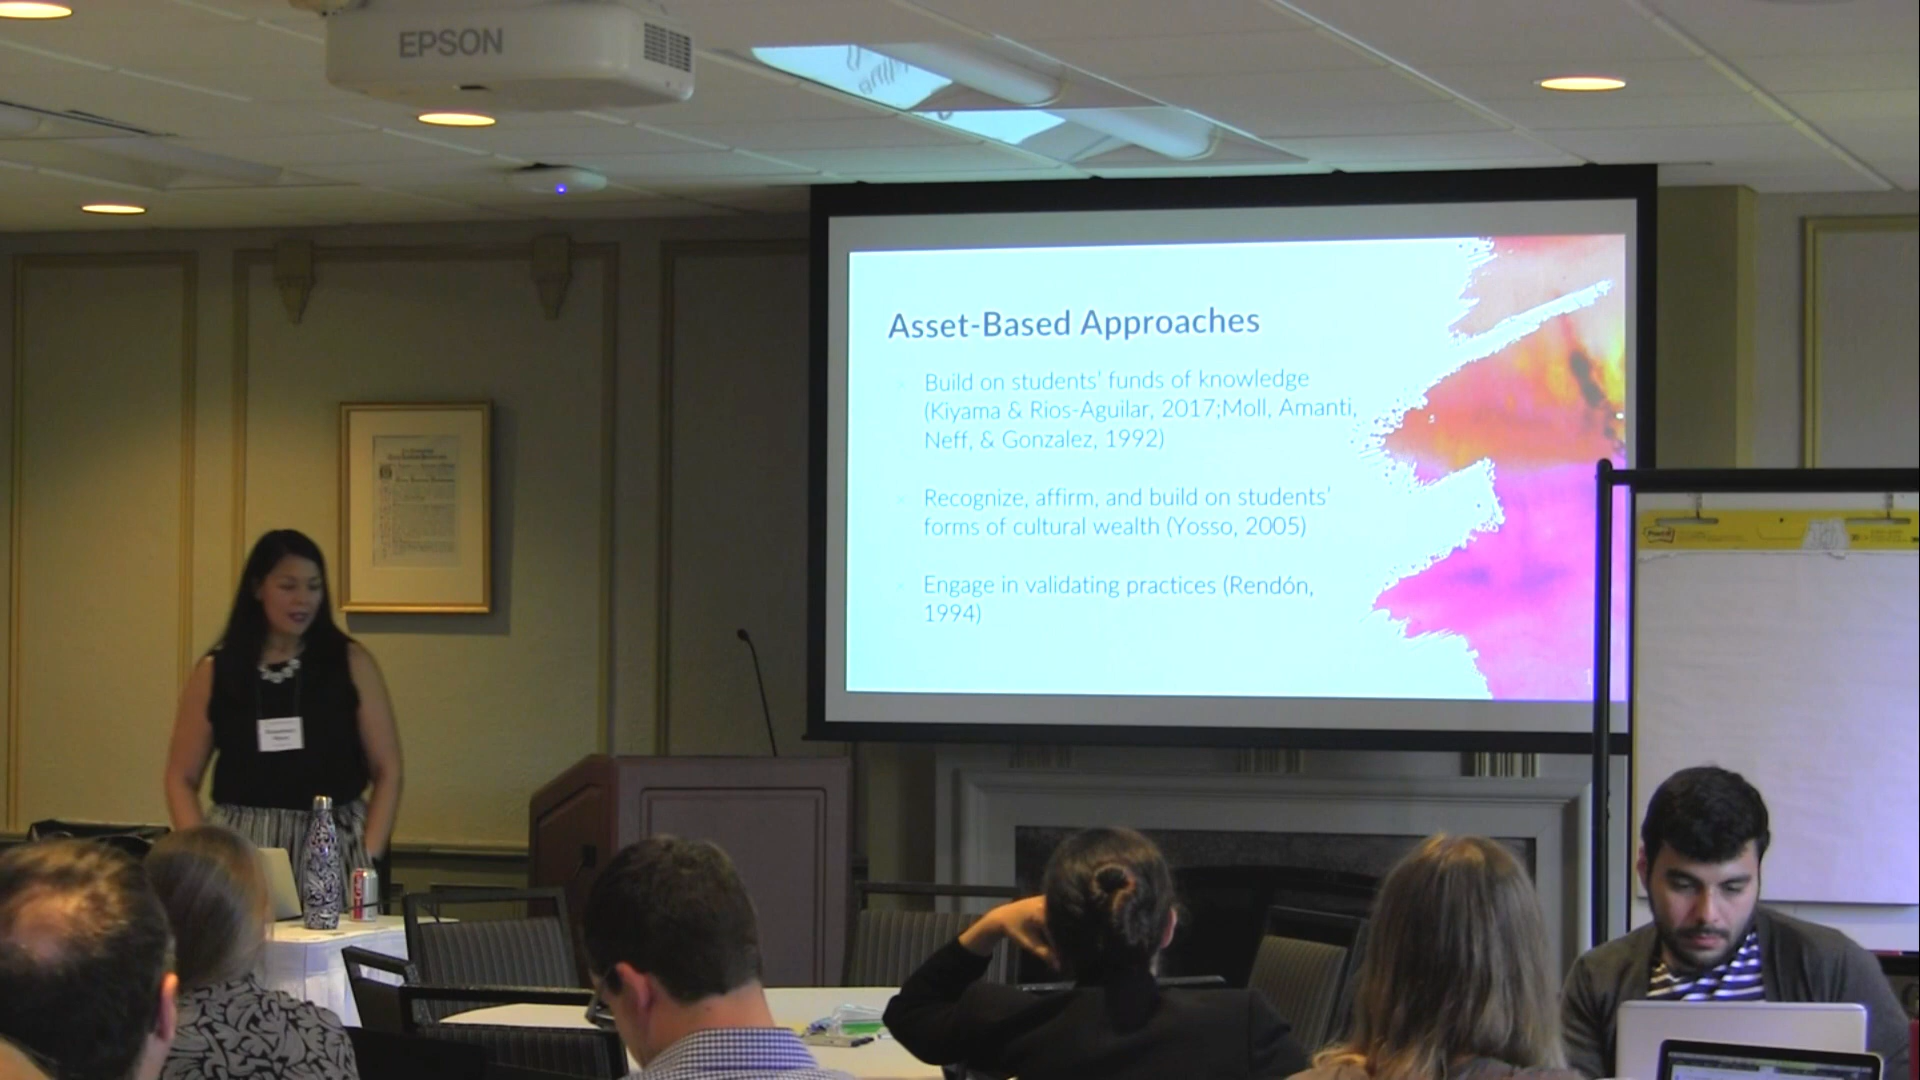 EPSON
Asset-Based Approaches
Build on students' funds of knowledge
(Kiyama & Rios-Aguilar, 2017;Moll, Amanti,
Neff, & Gonzalez, 1992)
Recognize, affirm, and build on students'
forms of cultural wealth (Yosso, 2005)
Engage in validating practices (Rendón,
1994)